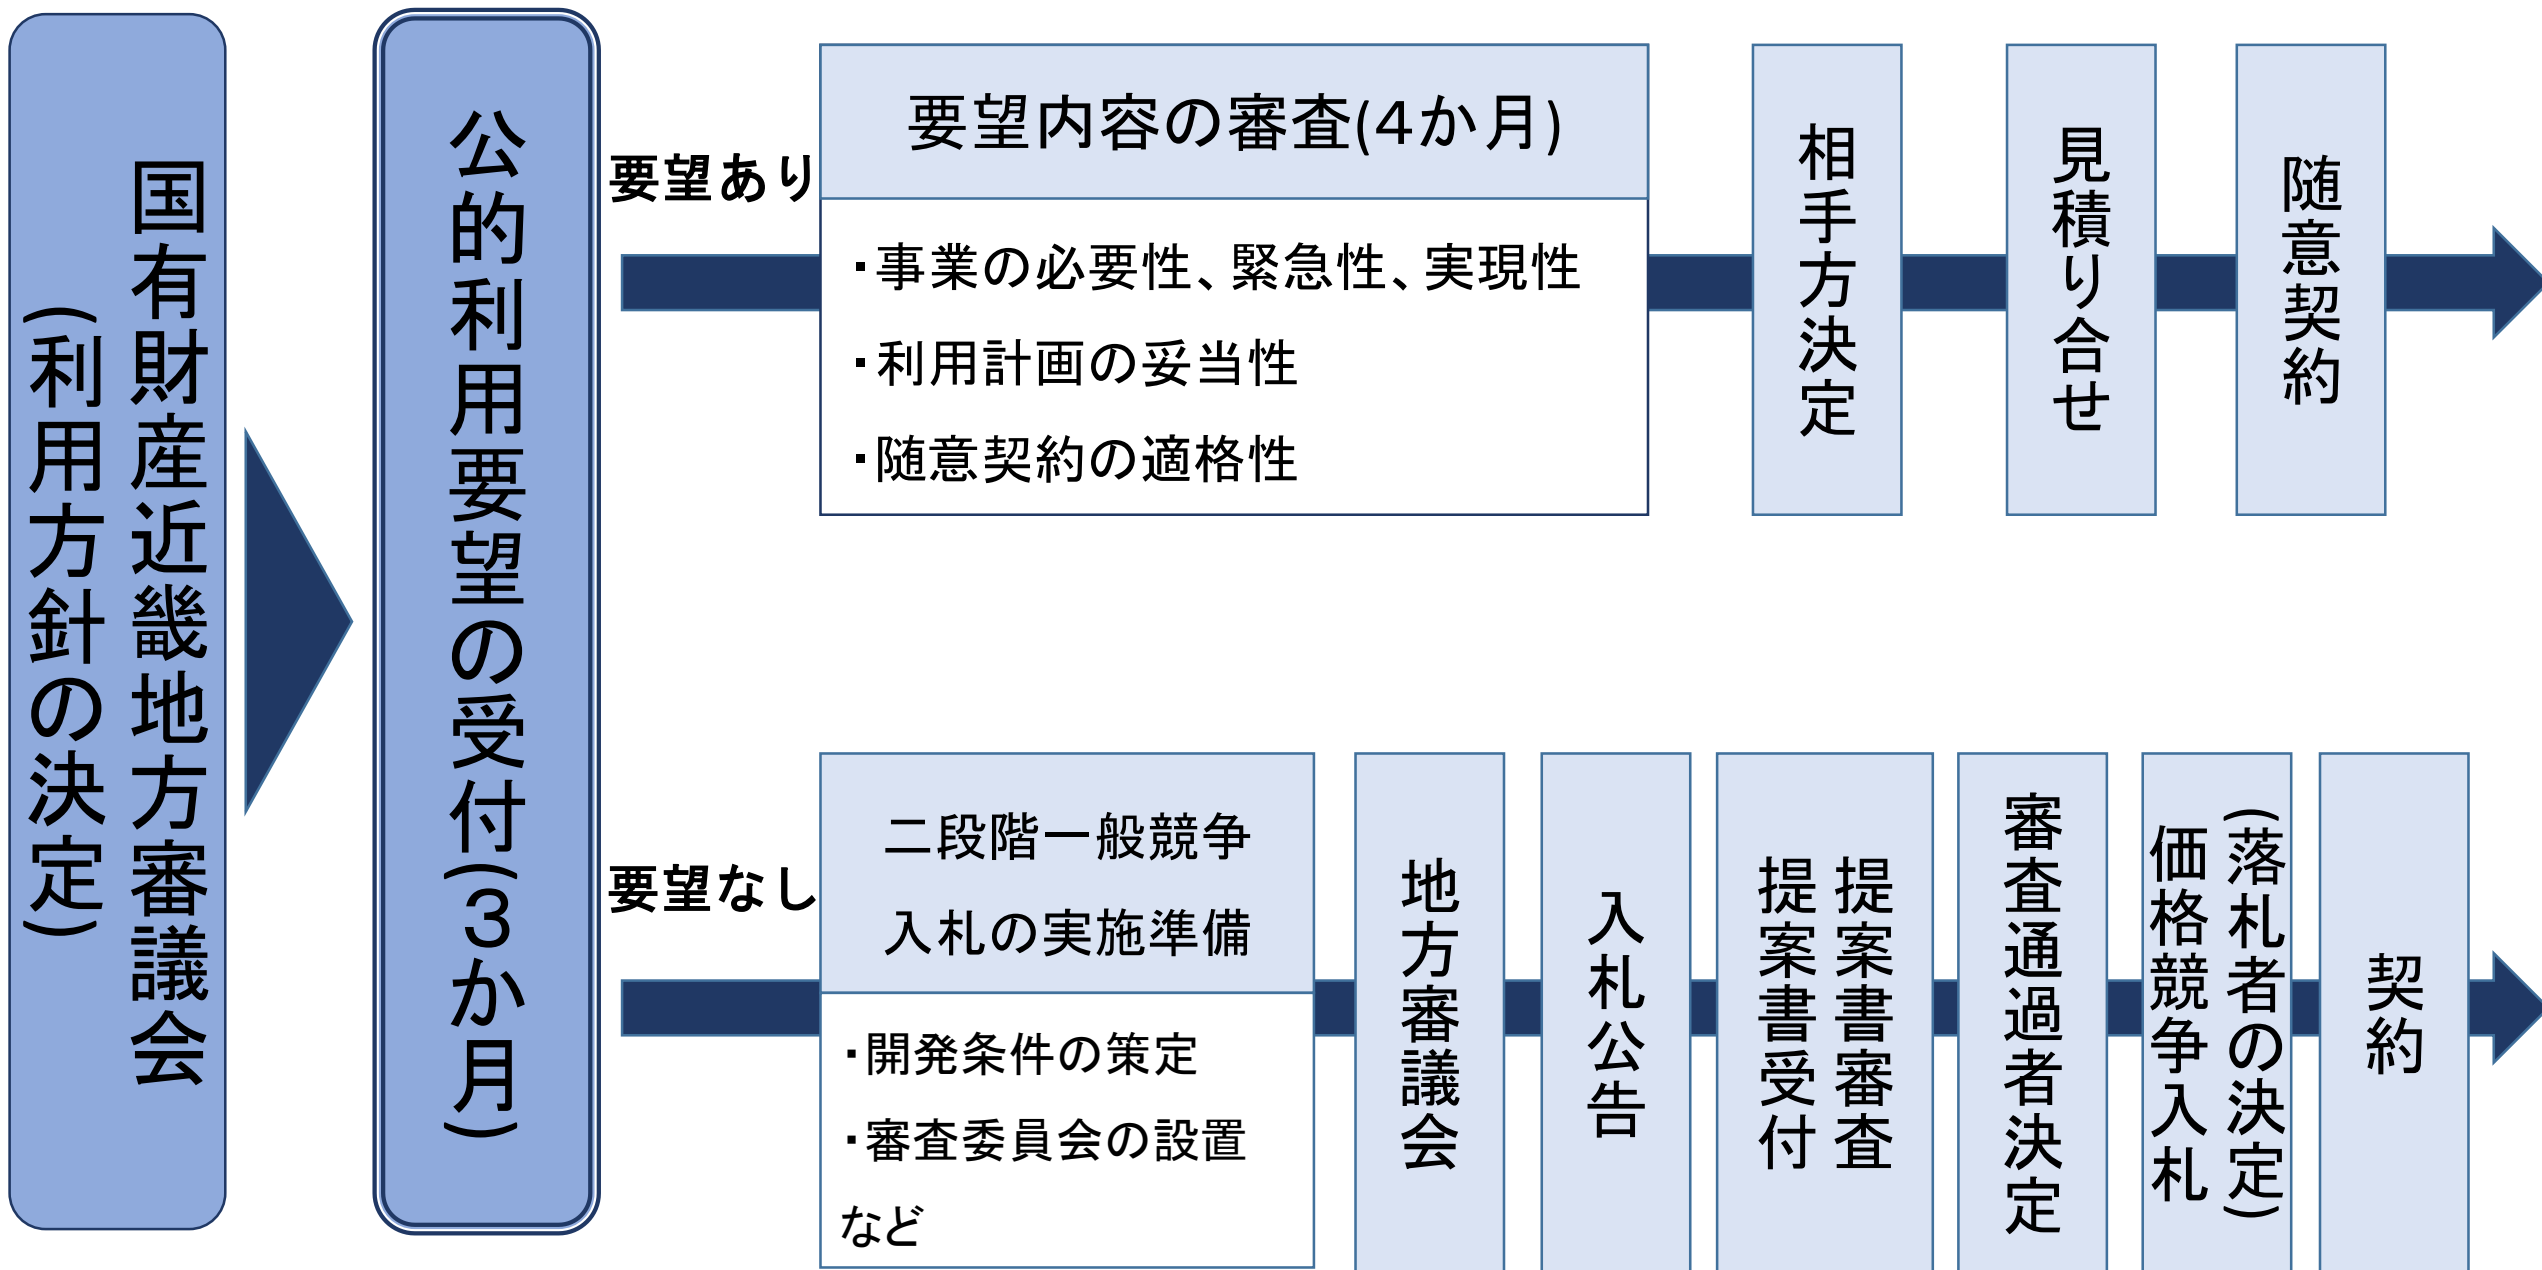 国有財産近畿地方審議会
(利用方針の決定)
公的利用要望の受付(3か月)
要望あり
要望内容の審査(4か月)
・事業の必要性、緊急性、実現性
・利用計画の妥当性
・随意契約の適格性
相手方決定
見積り合せ
随意契約
要望なし
二段階一般競争
入札の実施準備
・開発条件の策定
・審査委員会の設置
など
地方審議会
入札公告
提案書審査
提案書受付
審査通過者決定
(落札者の決定)
価格競争入札
契約